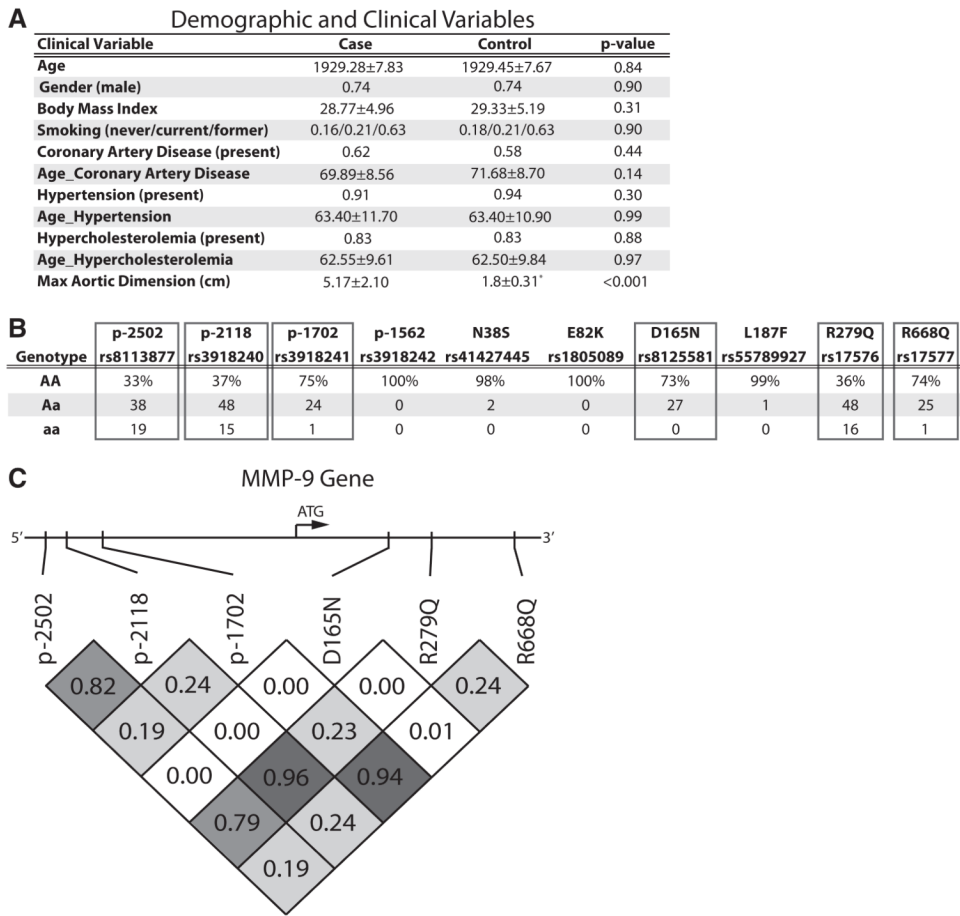 A
Demographic and Clinical Variables
Clinical Variable Case Control p-value
Age 1929.28±7.83 1929.45±7.67 0.84
Gender (male) 0.74 0.74 0.90
Body Mass Index 28.77±4.96 29.33±5.19 0.31
Smoking (never/current/former) 0.16/0.21/0.63 0.18/0.21/0.63 0.90
Coronary Artery Disease (present) 0.62 0.58 0.44
Age_Coronary Artery Disease 69.89±8.56 71.68±8.70 0.14
Hypertension (present) 0.91 0.94 0.30
Age_Hypertension 63.40±11.70 63.40±10.90 0.99
Hypercholesterolemia (present) 0.83 0.83 0.88
Age_Hypercholesterolemia 62.55±9.61 62.50±9.84 0.97
Max Aortic Dimension (cm) 5.17±2.10 1.8±0.31* <0.001
B
p-2502 p-2118 p-1702 p-1562 N38S E82K D165N L187F R279Q R668Q
Genotype rs8113877 rs3918240 rs3918241 rs3918242 rs41427445 rs1805089 rs8125581 rs55789927 rs17576 rs17577
AA 33% 37% 75% 100% 98% 100% 73% 99% 36% 74%
Aa 38 48 24 0 2 0 27 1 48 25
aa 19 15 1 0 0 0 0 0 16 1
C
MMP-9 Gene
ATG
5′ 3′
p-2502 p-2118 p-1702 D165N R279Q R668Q
0.82 0.24 0.00 0.00 0.24
0.19 0.00 0.23 0.01
0.00 0.96 0.94
0.79 0.24
0.19